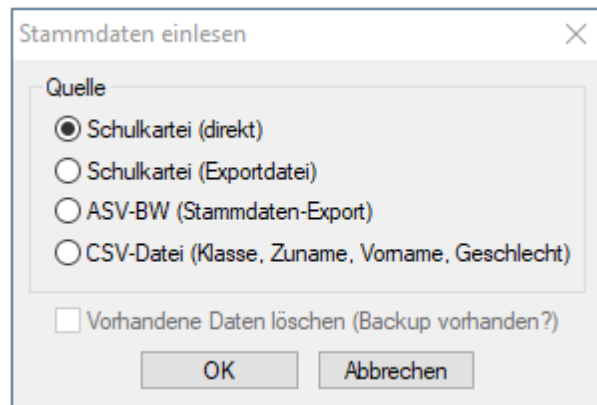 Stammdaten einlesen
Quelle
Schulkartei (direkt)
Schulkartei (Exportdatei)
ASV-BW (Stammdaten-Export)
CSV-Datei (Klasse, Zuname, Vorname, Geschlecht)
Vorhandene Daten löschen (Backup vorhanden?)
OK Abbrechen